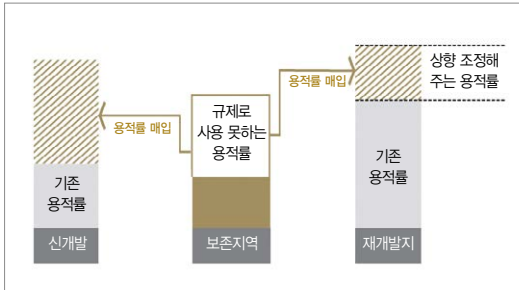 상향 조정해
주는 용적률
용적률 매입
규제로
사용 못하는
용적률
용적률 매입
기존
용적률
기존
용적률
신개발
보존지역
재개발지